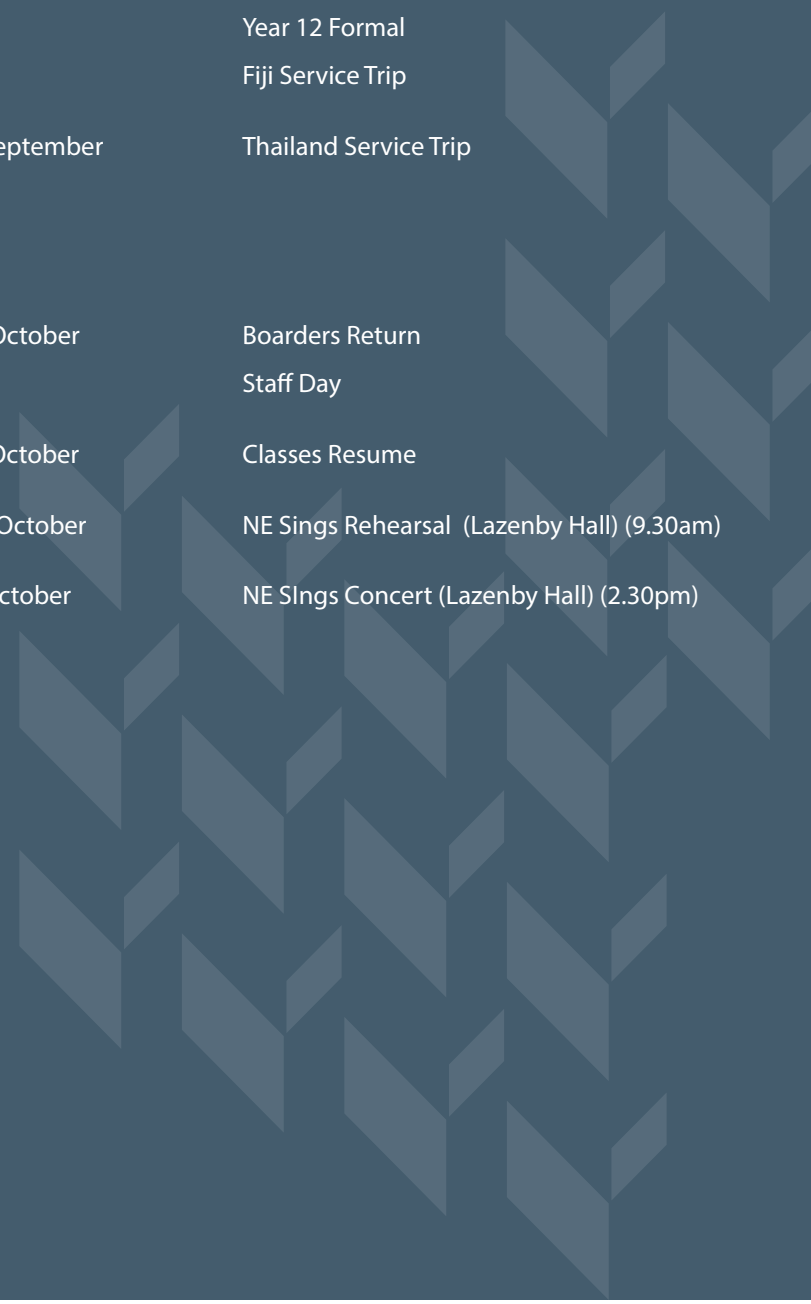 Year 12 Formal
Fiji Service Trip
eptember Thailand Service Trip
October Boarders Return
Staff Day
October Classes Resume
October NE Sings Rehearsal  (Lazenby Hall) (9.30am)
ctober NE SIngs Concert (Lazenby Hall) (2.30pm)